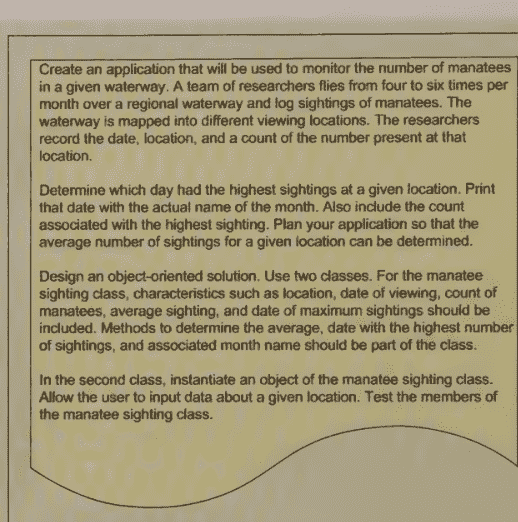 Create an application that will be used to monitor the number of manatees
in a given waterway. A team of researchers flies from four to six times per
month over a regional waterway and log sightings of manatees. The
waterway is mapped into different viewing locations. The researchers
record the date, location, and a count of the number present at that
location.
Determine which day had the highest sightings at a given location. Print
that date with the actual name of the month. Also include the count
associated with the highest sighting. Plan your application so that the
average number of sightings for a given location can be determined.
Design an object-oriented solution. Use two classes. For the manatee
sighting class, characteristics such as location, date of viewing, count of
manatees, average sighting, and date of maximum sightings should be
included. Methods to determine the average, date with the highest number
of sightings, and associated month name should be part of the class.
In the second class, instantiate an object of the manatee sighting class.
Allow the user to input data about a given location. Test the members of
the manatee sighting class.